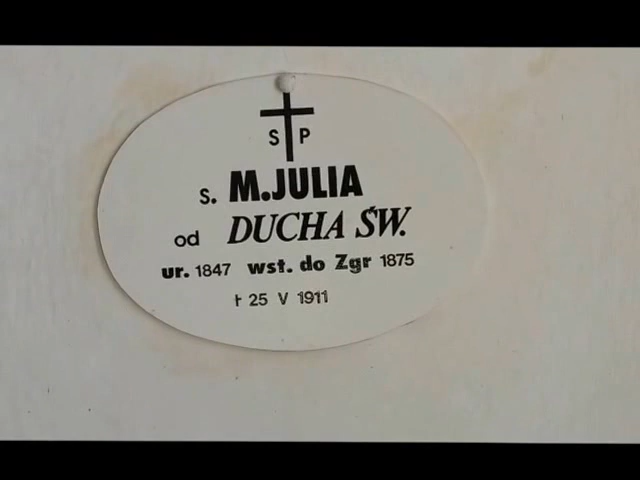 S P
s. M.JULIA
od DUCHA ŚW.
ur. 1847 wst. do Zgr 1875
† 25 V 1911